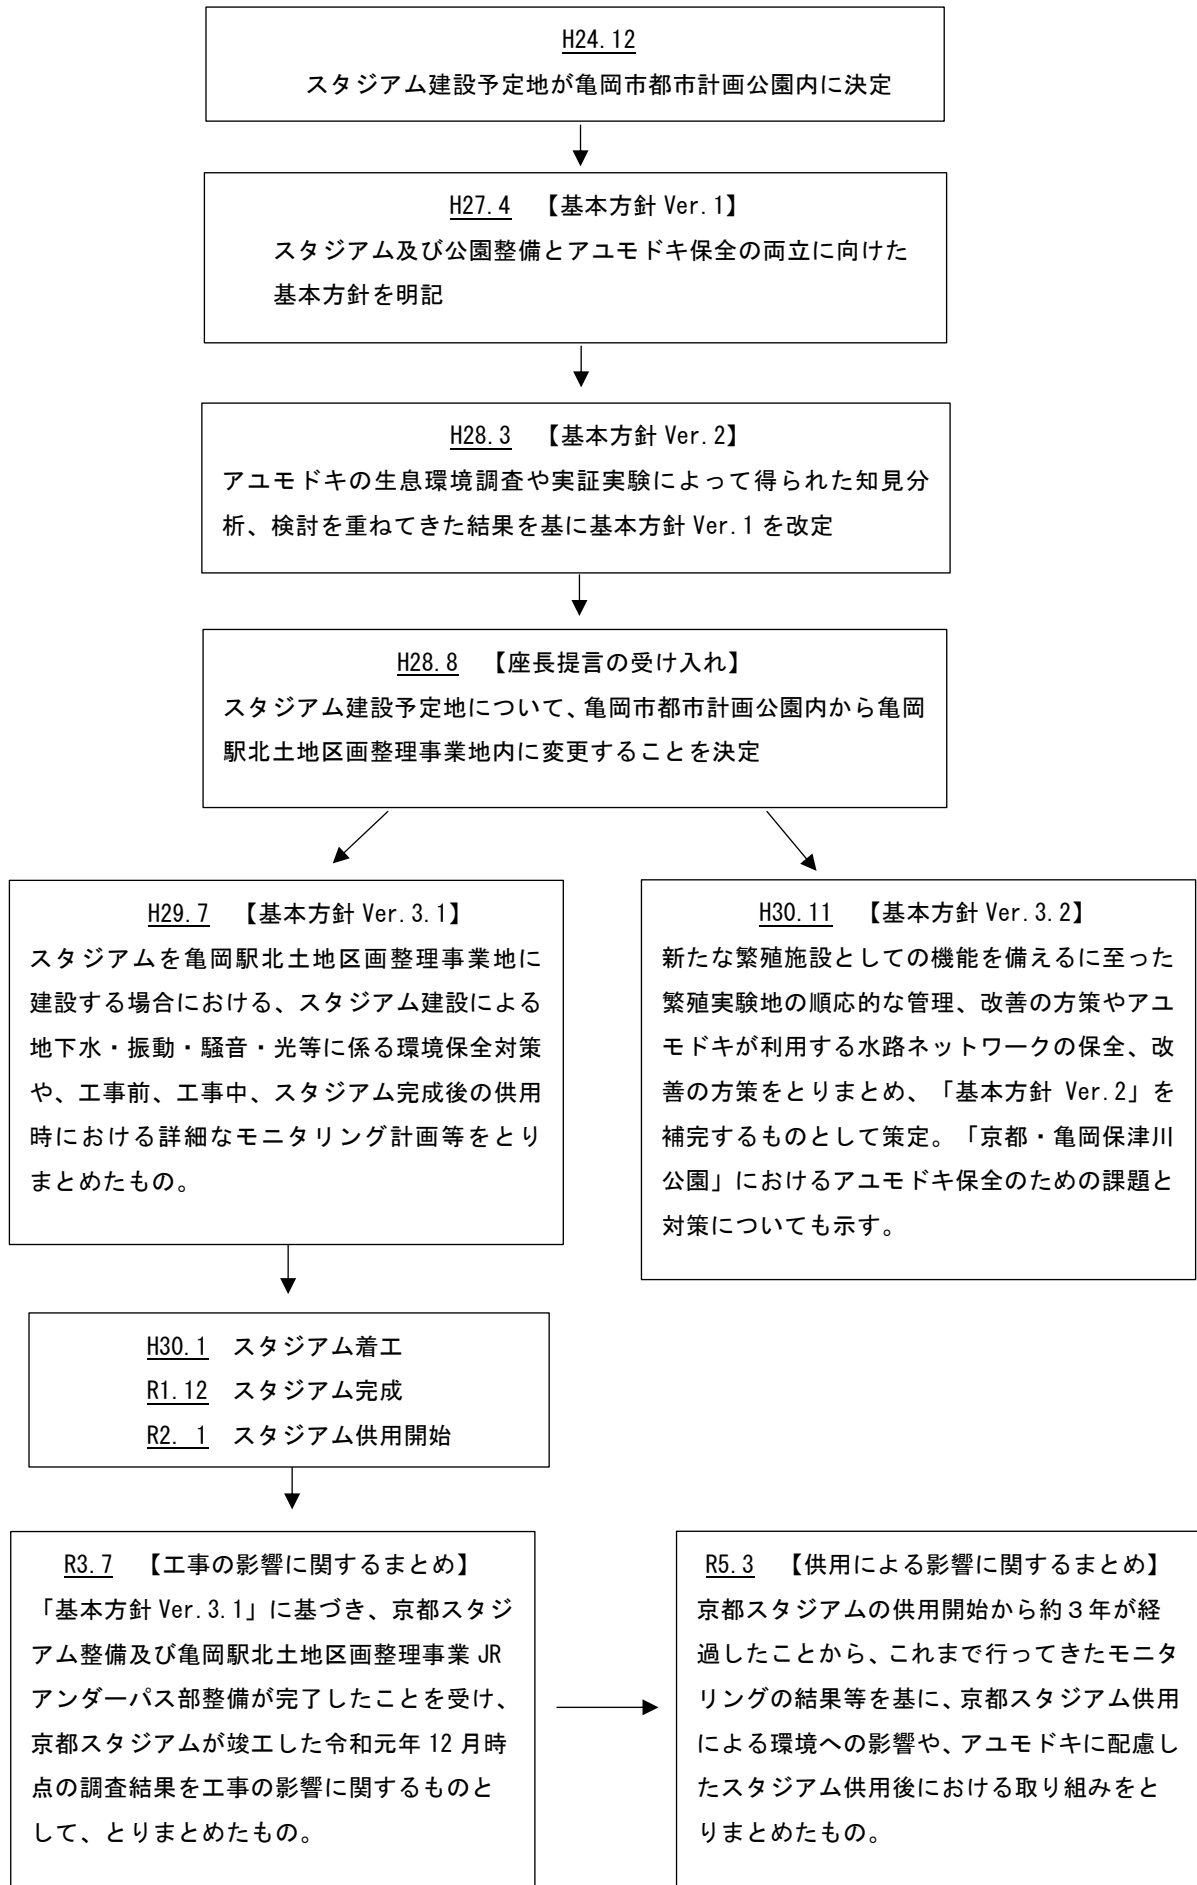 H24.12
スタジアム建設予定地が亀岡市都市計画公園内に決定
H27.4 【基本方針 Ver.1】
スタジアム及び公園整備とアユモドキ保全の両立に向けた
基本方針を明記
H28.3 【基本方針 Ver.2】
アユモドキの生息環境調査や実証実験によって得られた知見分
析、検討を重ねてきた結果を基に基本方針 Ver.1 を改定
H28.8 【座長提言の受け入れ】
スタジアム建設予定地について、亀岡市都市計画公園内から亀岡
駅北土地区画整理事業地内に変更することを決定
H29.7 【基本方針 Ver.3.1】
スタジアムを亀岡駅北土地区画整理事業地に
建設する場合における、スタジアム建設による
地下水・振動・騒音・光等に係る環境保全対策
や、工事前、工事中、スタジアム完成後の供用
時における詳細なモニタリング計画等をとり
まとめたもの。
H30.11 【基本方針 Ver.3.2】
新たな繁殖施設としての機能を備えるに至った
繁殖実験地の順応的な管理、改善の方策やアユ
モドキが利用する水路ネットワークの保全、改
善の方策をとりまとめ、「基本方針 Ver.2」を
補完するものとして策定。「京都・亀岡保津川
公園」におけるアユモドキ保全のための課題と
対策についても示す。
H30.1 スタジアム着工
R1.12 スタジアム完成
R2. 1 スタジアム供用開始
R3.7 【工事の影響に関するまとめ】
「基本方針 Ver.3.1」に基づき、京都スタジ
アム整備及び亀岡駅北土地区画整理事業 JR
アンダーパス部整備が完了したことを受け、
京都スタジアムが竣工した令和元年 12 月時
点の調査結果を工事の影響に関するものと
して、とりまとめたもの。
R5.3 【供用による影響に関するまとめ】
京都スタジアムの供用開始から約３年が経
過したことから、これまで行ってきたモニタ
リングの結果等を基に、京都スタジアム供用
による環境への影響や、アユモドキに配慮し
たスタジアム供用後における取り組みをと
りまとめたもの。